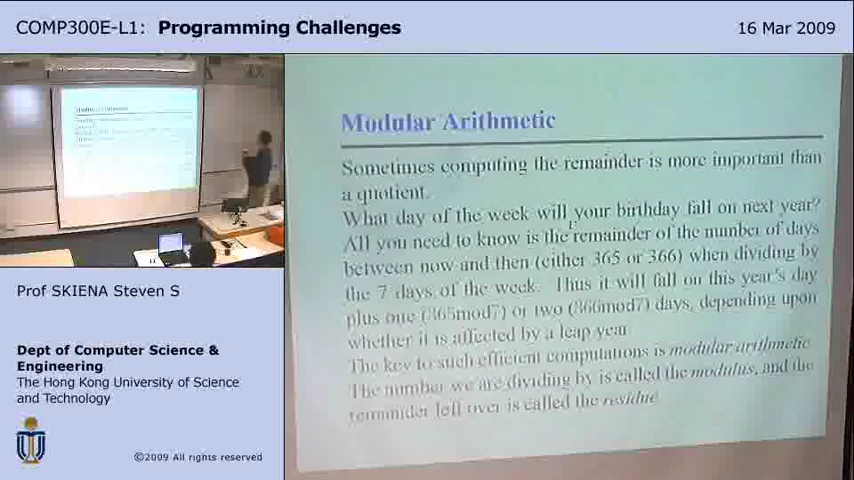 COMP300E-L1: Programming Challenges
16 Mar 2009
Modular Arithmetic
Sometimes computing the remainder is more important than
a quotient.
What day of the week will your birthday fall on next year?
All you need to know is the remainder of the number of days
between now and then (either 365 or 366) when dividing by
the 7 days of the week. Thus it will fall on this year's day
plus one (365mod7) or two (366mod7) days, depending upon
whether it is affected by a leap year
The key to such efficient computations is modular arithmetic
The number we are dividing by is called the modulus, and the
remainder left over is called the residue
Prof SKIENA Steven S
Dept of Computer Science &
Engineering
The Hong Kong University of Science
and Technology
©2009 All rights reserved